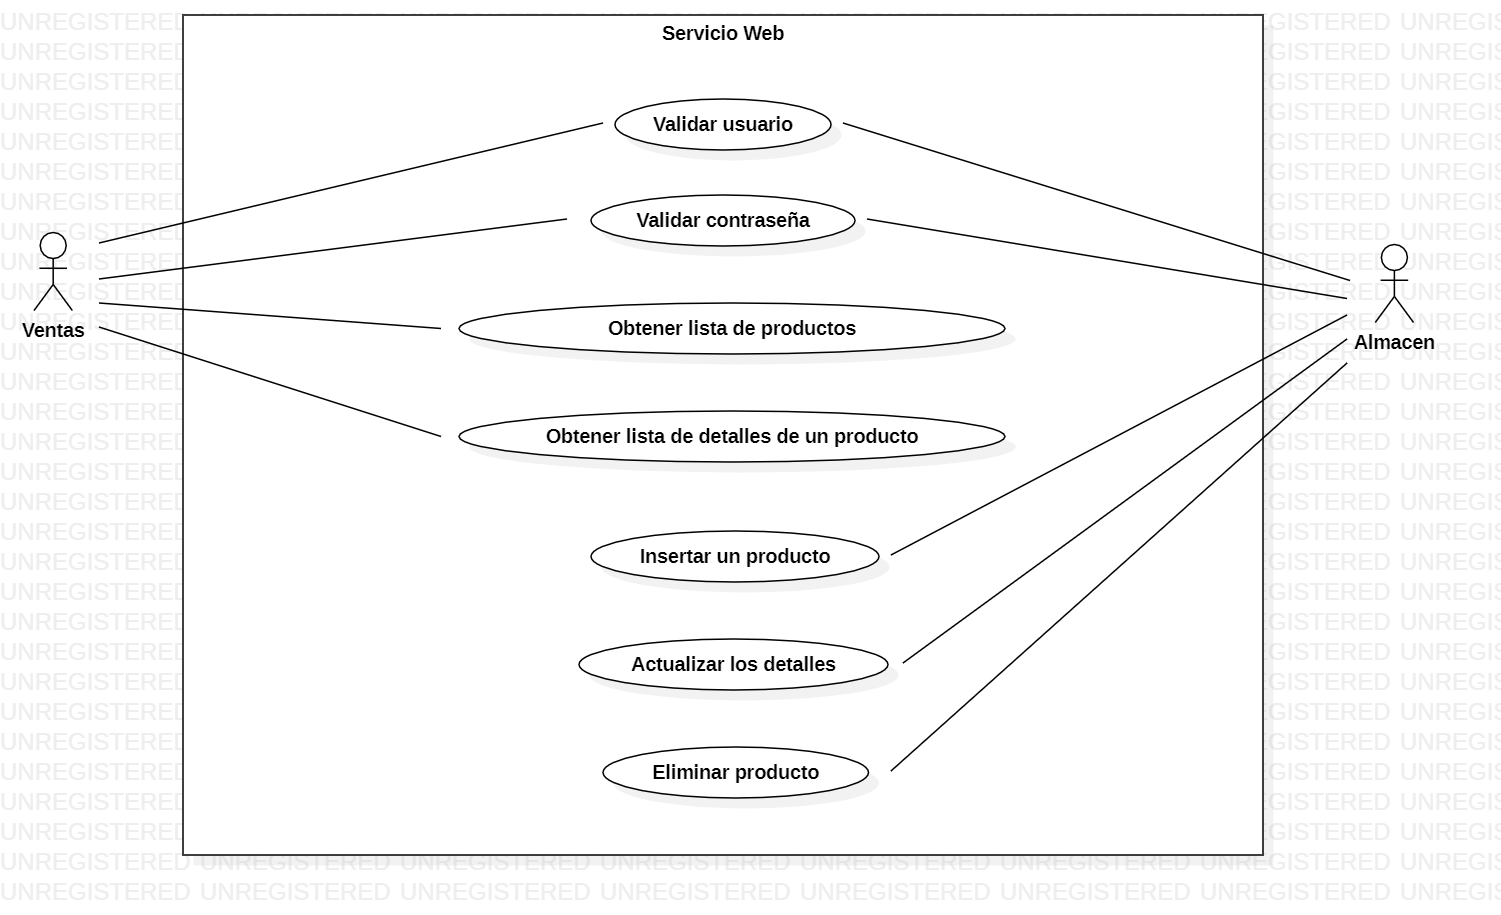 Servicio Web
Validar usuario
Validar contraseña
Ventas
Obtener lista de productos
Almacen
Obtener lista de detalles de un producto
Insertar un producto
Actualizar los detalles
Eliminar producto
UNREGISTERED UNREGISTERED UNREGISTERED UNREGISTERED UNREGISTERED UNREGISTERED UNREGISTERED